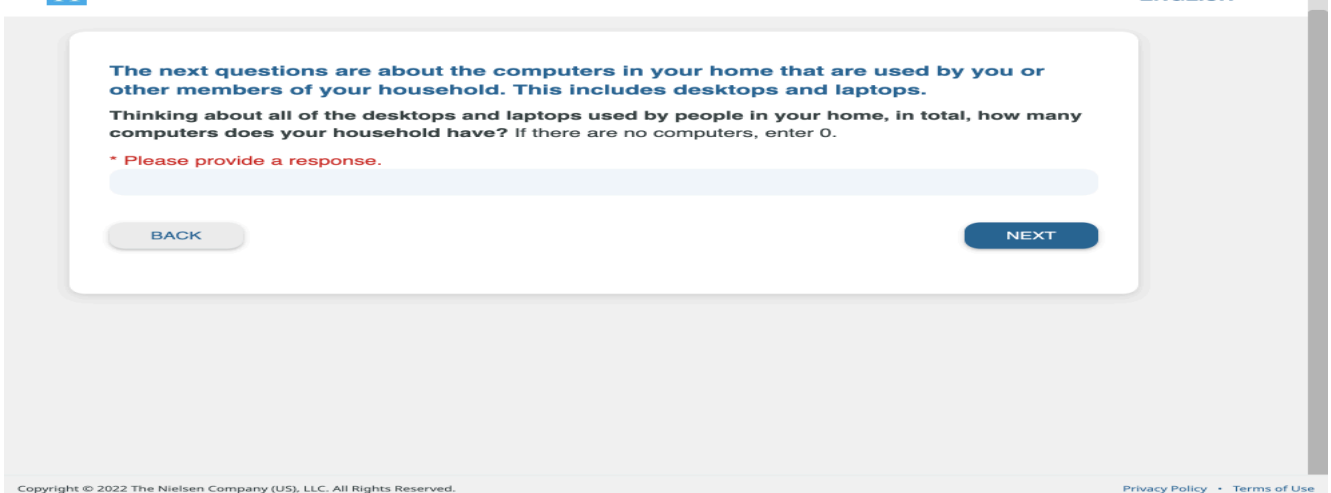 The next questions are about the computers in your home that are used by you or
other members of your household. This includes desktops and laptops.
Thinking about all of the desktops and laptops used by people in your home, in total, how many
computers does your household have? If there are no computers, enter 0.
* Please provide a response.
BACK
NEXT
Copyright © 2022 The Nielsen Company (US), LLC. All Rights Reserved.
Privacy Policy • Terms of Use